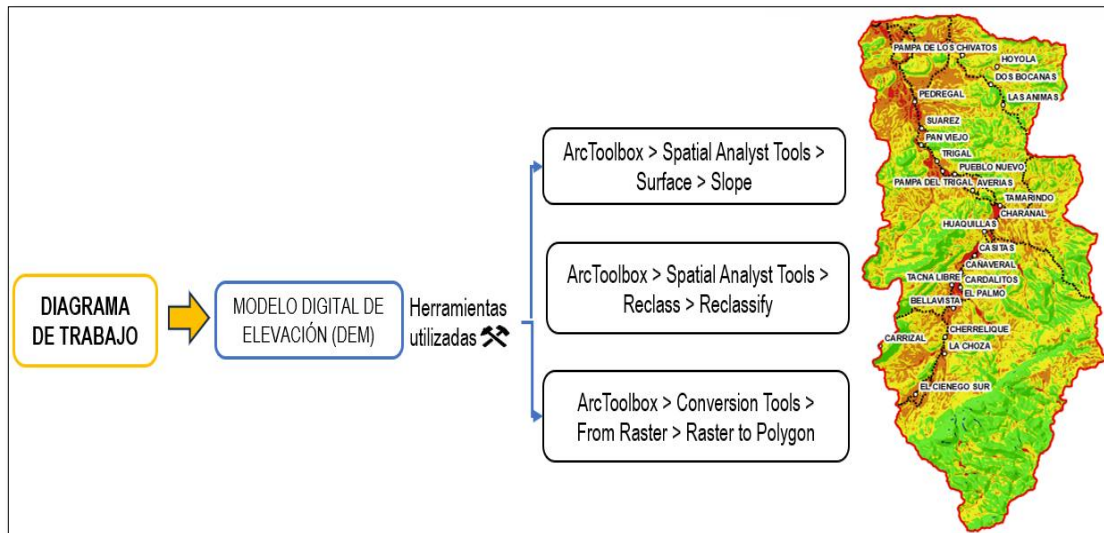 DIAGRAMA
DE TRABAJO
MODELO DIGITAL DE
ELEVACIÓN (DEM)
Herramientas
utilizadas
ArcToolbox > Spatial Analyst Tools >
Surface > Slope
ArcToolbox > Spatial Analyst Tools >
Reclass > Reclassify
ArcToolbox > Conversion Tools >
From Raster > Raster to Polygon
PAMPA DE LOS CHIVATOS
HOYOLA
DOS BOCANAS
LAS ANIMAS
PEDREGAL
SUAREZ
PAN VIEJO
TRIGAL
PUEBLO NUEVO
PAMPA DEL TRIGAL
AVERIAS
TAMARINDO
CHARANAL
HUAQUILLAS
CASITAS
CAÑAVERAL
TACNA LIBRE
CARDALITOS
EL PALMO
BELLAVISTA
CHERRELIQUE
CARRIZAL
LA CHOZA
EL CIENEGO SUR